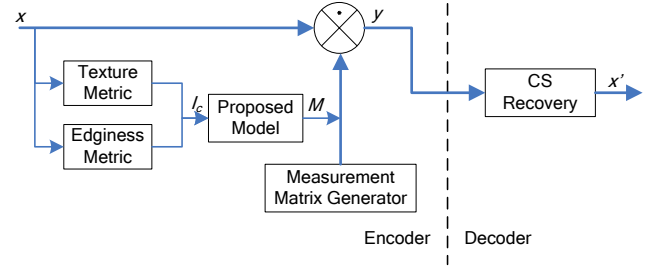 x
y
Texture
Metric
Edginess
Metric
I_c
Proposed
Model
M
Measurement
Matrix Generator
CS
Recovery
x'
Encoder
Decoder